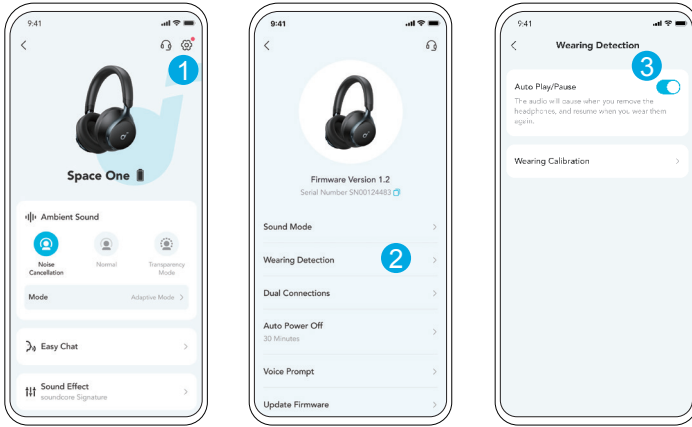 9:41
1
Space One
Ambient Sound
Noise
Cancellation
Normal
Transparency
Mode
Mode
Adaptive Mode
Easy Chat
Sound Effect
soundcore Signature
9:41
Firmware Version 1.2
Serial Number SN00124483
Sound Mode
Wearing Detection
2
Dual Connections
Auto Power Off
30 Minutes
Voice Prompt
Update Firmware
9:41
Wearing Detection
3
Auto Play/Pause
The audio will pause when you remove the
headphones, and resume when you wear them
again.
Wearing Calibration